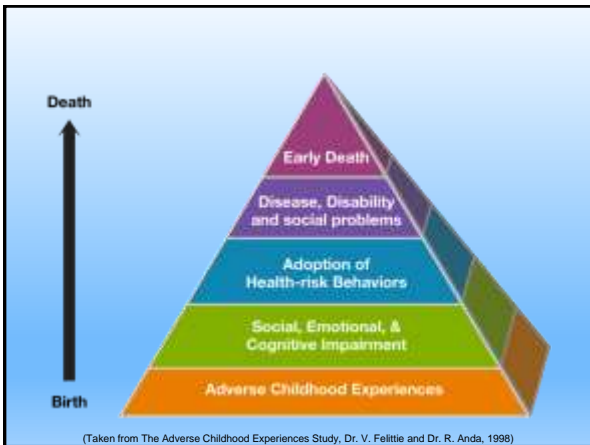 Death
Early Death
Disease, Disability
and social problems
Adoption of
Health-risk Behaviors
Social, Emotional, &
Cognitive Impairment
Adverse Childhood Experiences
Birth
(Taken from The Adverse Childhood Experiences Study, Dr. V. Felittie and Dr. R. Anda, 1998)